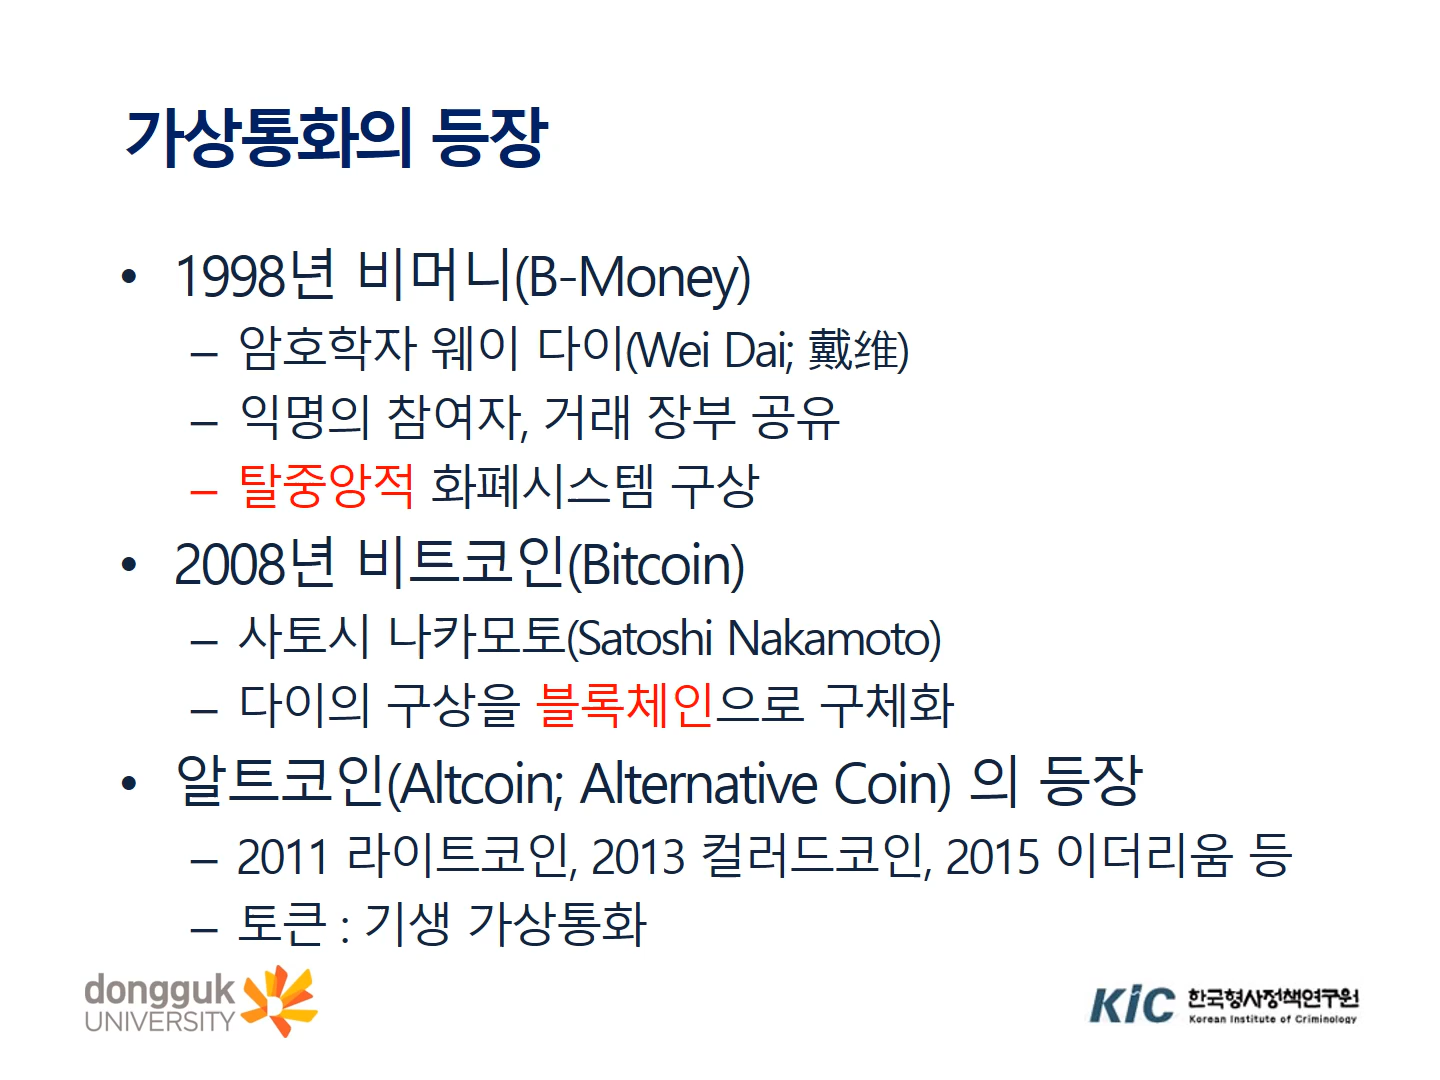 가상통화의 등장
• 1998년 비머니(B-Money)
– 암호학자 웨이 다이(Wei Dai; 戴维)
– 익명의 참여자, 거래 장부 공유
– 탈중앙적 화폐시스템 구상
• 2008년 비트코인(Bitcoin)
– 사토시 나카모토(Satoshi Nakamoto)
– 다이의 구상을 블록체인으로 구체화
• 알트코인(Altcoin; Alternative Coin) 의 등장
– 2011 라이트코인, 2013 컬러드코인, 2015 이더리움 등
– 토큰 : 기생 가상통화
dongguk
UNIVERSITY
KIC 한국형사정책연구원
Korean Institute of Criminology